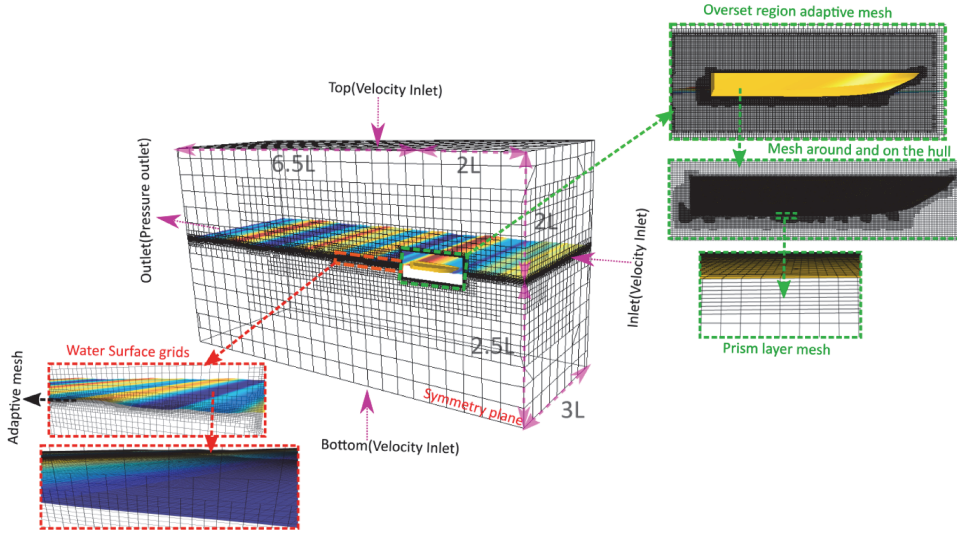 Overset region adaptive mesh
Top(Velocity Inlet)
Mesh around and on the hull
6.5L
2L
2L
Outlet(Pressure outlet)
Inlet(Velocity Inlet)
2.5L
Prism layer mesh
Water Surface grids
Symmetry plane
3L
Adaptive mesh
Bottom(Velocity Inlet)